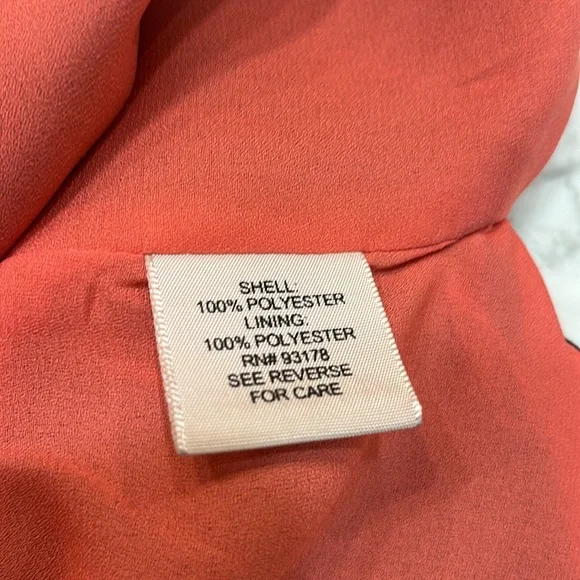 SHELL:
100% POLYESTER
LINING:
100% POLYESTER
RN# 93178
SEE REVERSE
FOR CARE